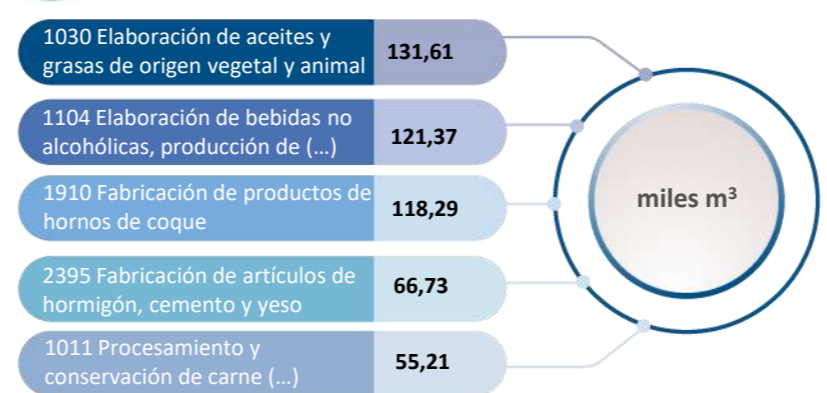 1030 Elaboración de aceites y
grasas de origen vegetal y animal
131,61
1104 Elaboración de bebidas no
alcohólicas, producción de (...)
121,37
1910 Fabricación de productos de
hornos de coque
118,29
2395 Fabricación de artículos de
hormigón, cemento y yeso
66,73
1011 Procesamiento y
conservación de carne (...)
55,21
miles m³